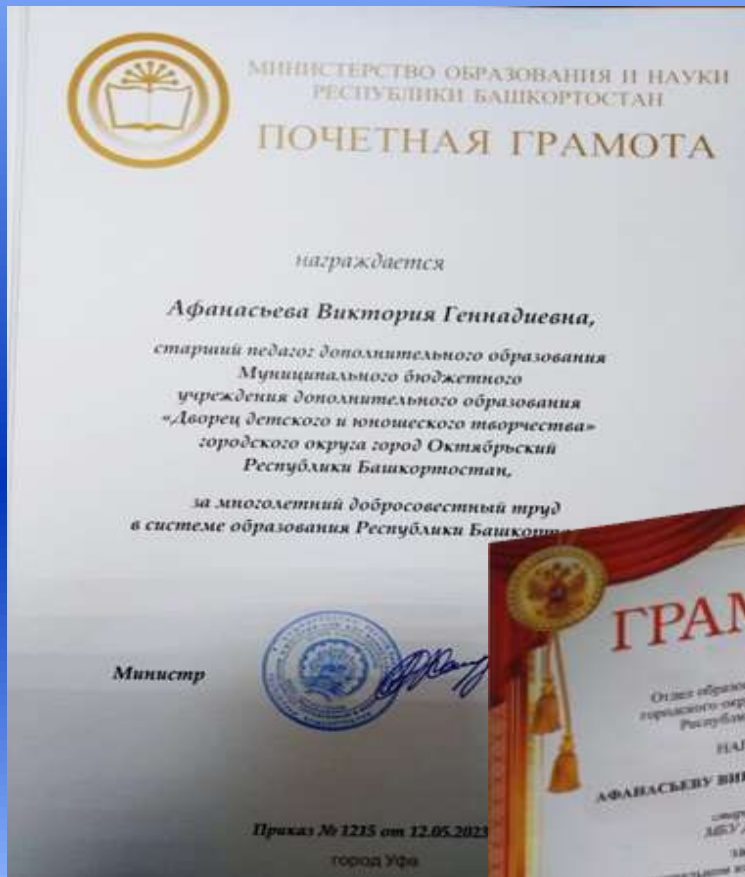 МИНИСТЕРСТВО ОБРАЗОВАНИЯ И НАУКИ
РЕСПУБЛИКИ БАШКОРТОСТАН
ПОЧЕТНАЯ ГРАМОТА
награждается
Афанасьева Виктория Геннадиевна,
старший педагог дополнительного образования
Муниципального бюджетного
учреждения дополнительного образования
«Дворец детского и юношеского творчества»
городского округа город Октябрьский
Республики Башкортостан,
за многолетний добросовестный труд
в системе образования Республики
Министр
Приказ № 1215 от 12.05.2023
город Уфа
ГРАМ
Отдел
городского
АФАНАСЬЕВУ